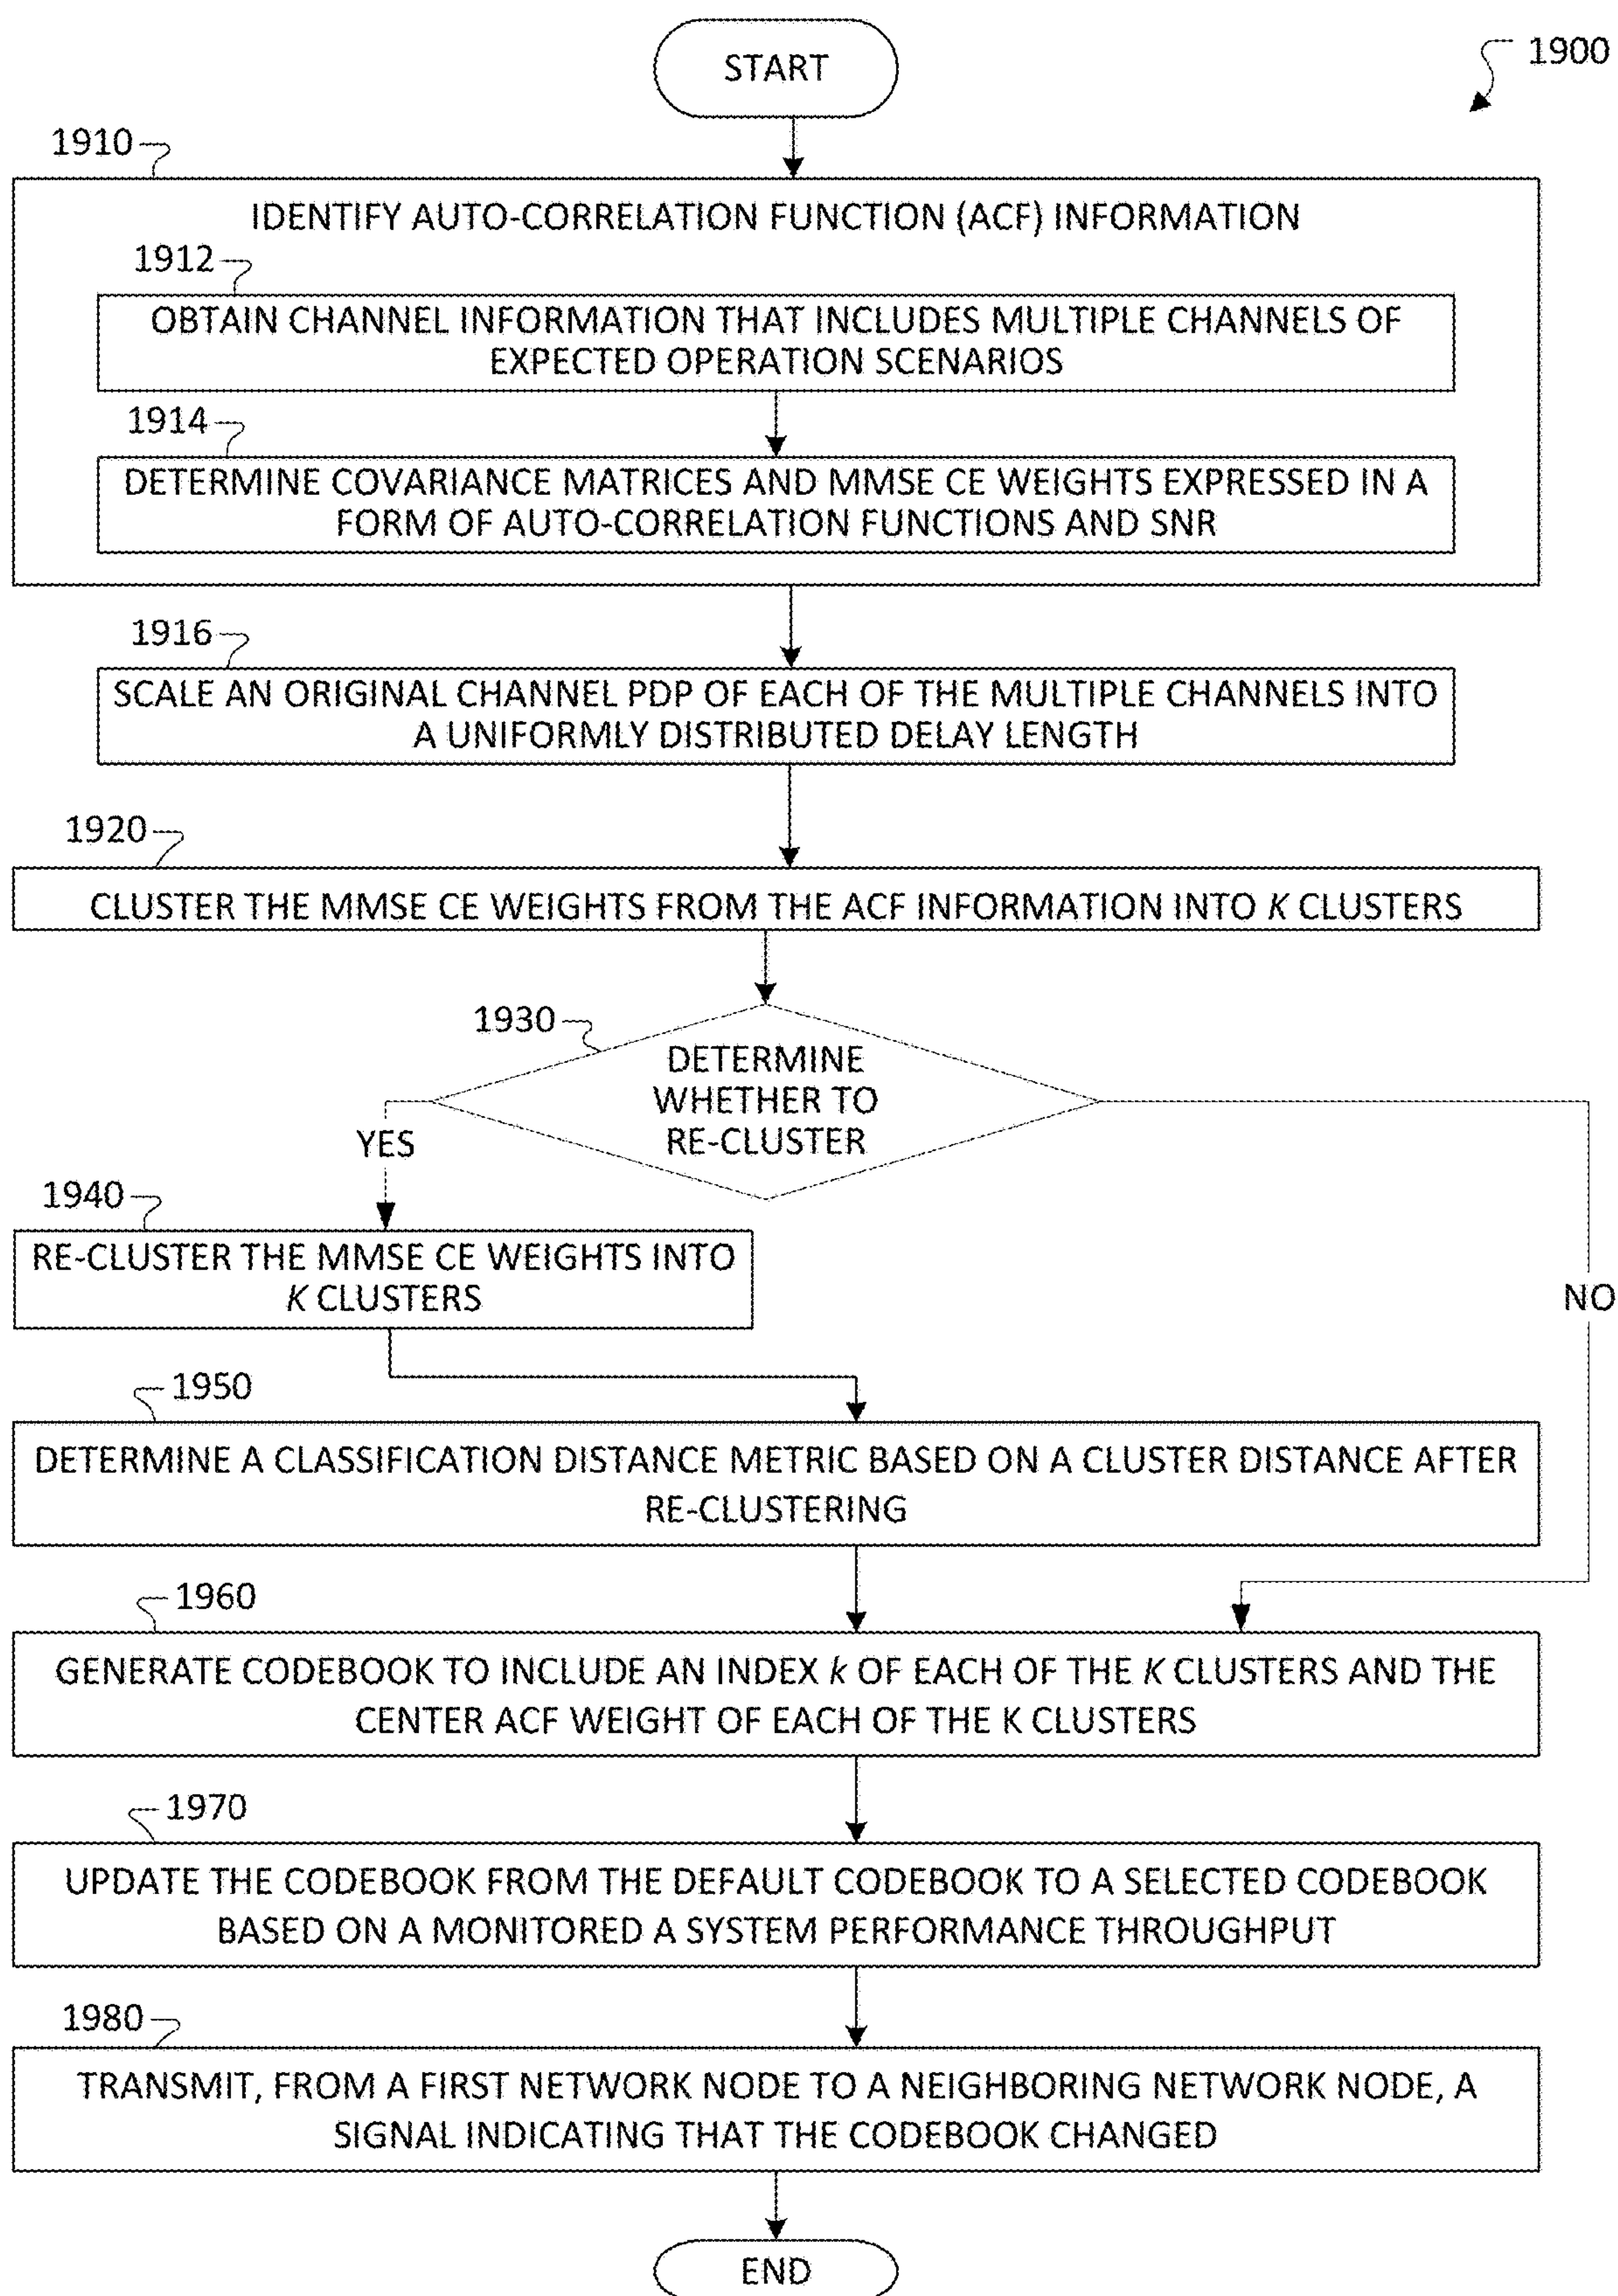 START
1900
1910
IDENTIFY AUTO-CORRELATION FUNCTION (ACF) INFORMATION
1912
OBTAIN CHANNEL INFORMATION THAT INCLUDES MULTIPLE CHANNELS OF
EXPECTED OPERATION SCENARIOS
1914
DETERMINE COVARIANCE MATRICES AND MMSE CE WEIGHTS EXPRESSED IN A
FORM OF AUTO-CORRELATION FUNCTIONS AND SNR
1916
SCALE AN ORIGINAL CHANNEL PDP OF EACH OF THE MULTIPLE CHANNELS INTO
A UNIFORMLY DISTRIBUTED DELAY LENGTH
1920
CLUSTER THE MMSE CE WEIGHTS FROM THE ACF INFORMATION INTO K CLUSTERS
1930
DETERMINE
WHETHER TO
RE-CLUSTER
YES
NO
1940
RE-CLUSTER THE MMSE CE WEIGHTS INTO
K CLUSTERS
1950
DETERMINE A CLASSIFICATION DISTANCE METRIC BASED ON A CLUSTER DISTANCE AFTER
RE-CLUSTERING
1960
GENERATE CODEBOOK TO INCLUDE AN INDEX k OF EACH OF THE K CLUSTERS AND THE
CENTER ACF WEIGHT OF EACH OF THE K CLUSTERS
1970
UPDATE THE CODEBOOK FROM THE DEFAULT CODEBOOK TO A SELECTED CODEBOOK
BASED ON A MONITORED A SYSTEM PERFORMANCE THROUGHPUT
1980
TRANSMIT, FROM A FIRST NETWORK NODE TO A NEIGHBORING NETWORK NODE, A
SIGNAL INDICATING THAT THE CODEBOOK CHANGED
END